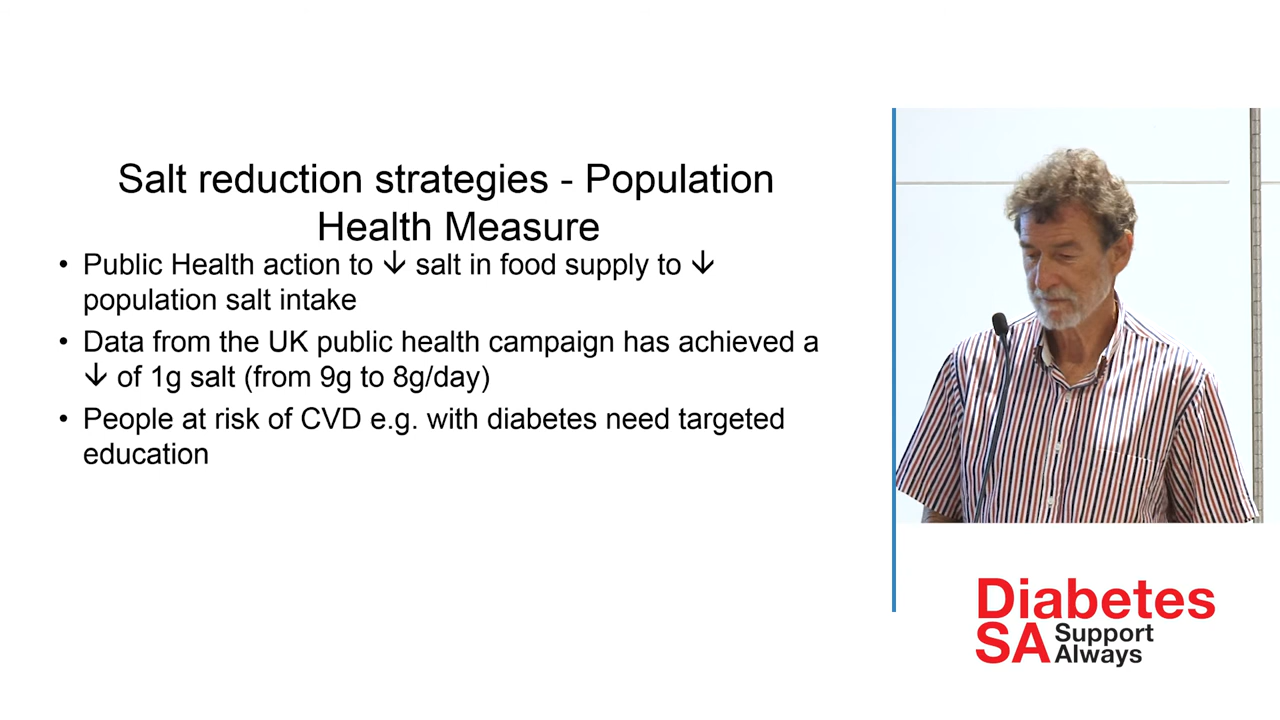 Salt reduction strategies - Population
Health Measure
• Public Health action to ↓ salt in food supply to ↓
population salt intake
• Data from the UK public health campaign has achieved a
↓ of 1g salt (from 9g to 8g/day)
• People at risk of CVD e.g. with diabetes need targeted
education
Diabetes
SA Support
Always